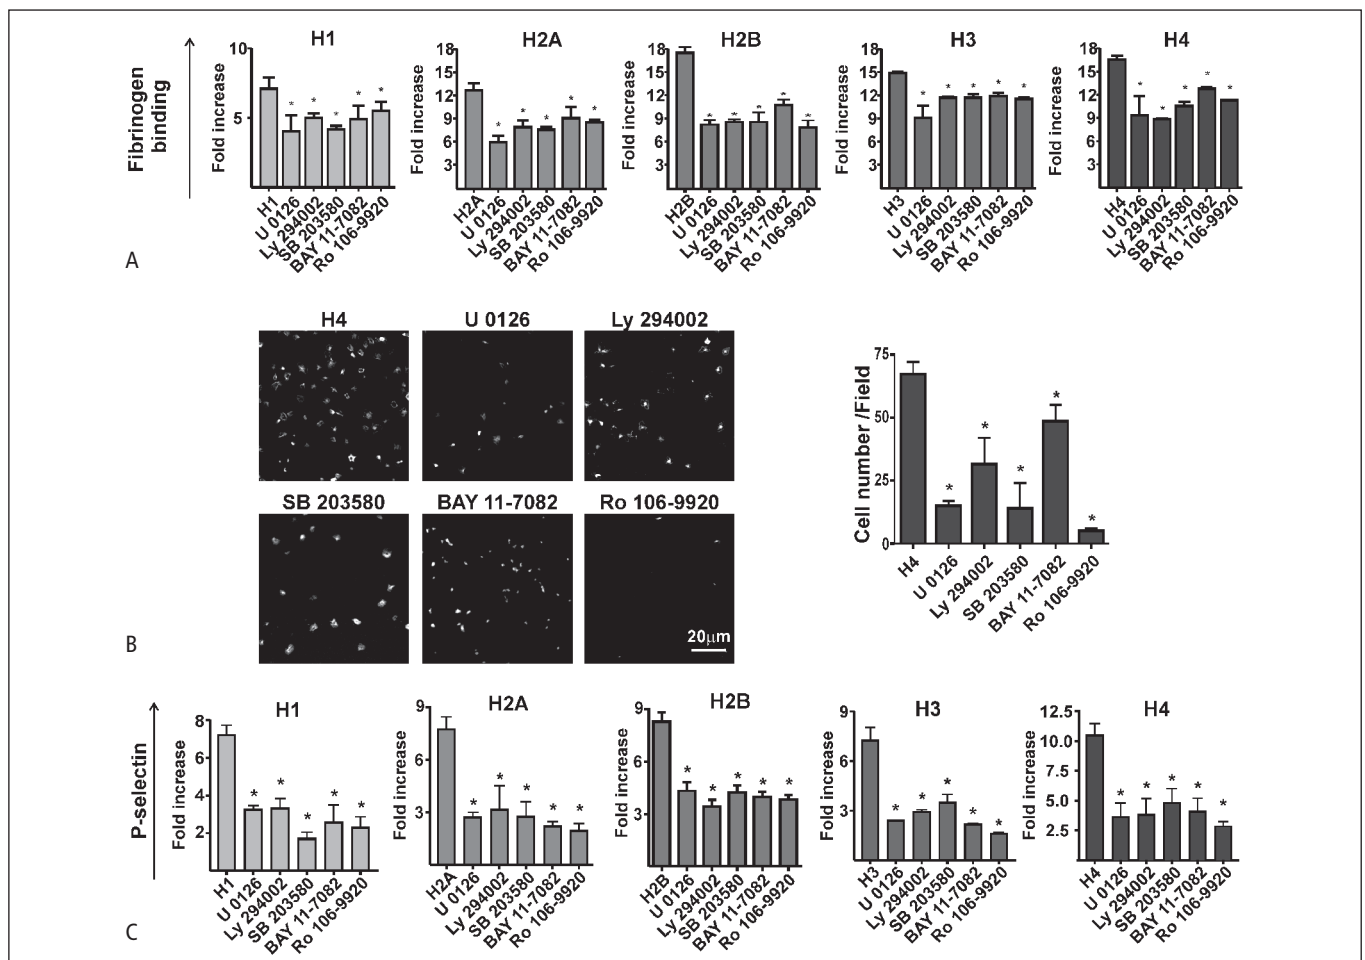 H1
H2A
H2B
H3
H4
Fibrinogen
binding
Fold increase
10
5
0
*
*
*
*
*
H1
U 0126
Ly 294002
SB 203580
BAY 11-7082
Ro 106-9920
Fold increase
18
15
12
9
6
3
*
*
*
*
*
H2A
U 0126
Ly 294002
SB 203580
BAY 11-7082
Ro 106-9920
Fold increase
18
15
12
9
6
3
*
*
*
*
*
H2B
U 0126
Ly 294002
SB 203580
BAY 11-7082
Ro 106-9920
Fold increase
18
15
12
9
6
3
*
*
*
*
*
H3
U 0126
Ly 294002
SB 203580
BAY 11-7082
Ro 106-9920
Fold increase
18
15
12
9
6
3
*
*
*
*
*
H4
U 0126
Ly 294002
SB 203580
BAY 11-7082
Ro 106-9920
A
H4
U 0126
Ly 294002
SB 203580
BAY 11-7082
Ro 106-9920
20µm
Cell number /Field
75
50
25
0
*
*
*
*
*
H4
U 0126
Ly 294002
SB 203580
BAY 11-7082
Ro 106-9920
B
P-selectin
H1
Fold increase
8
6
4
2
*
*
*
*
*
H1
U 0126
Ly 294002
SB 203580
BAY 11-7082
Ro 106-9920
H2A
Fold increase
9
6
3
*
*
*
*
*
H2A
U 0126
Ly 294002
SB 203580
BAY 11-7082
Ro 106-9920
H2B
Fold increase
9
6
3
*
*
*
*
*
H2B
U 0126
Ly 294002
SB 203580
BAY 11-7082
Ro 106-9920
H3
Fold increase
9
6
3
*
*
*
*
*
H3
U 0126
Ly 294002
SB 203580
BAY 11-7082
Ro 106-9920
H4
Fold increase
12.5
10.0
7.5
5.0
2.5
*
*
*
*
*
H4
U 0126
Ly 294002
SB 203580
BAY 11-7082
Ro 106-9920
C